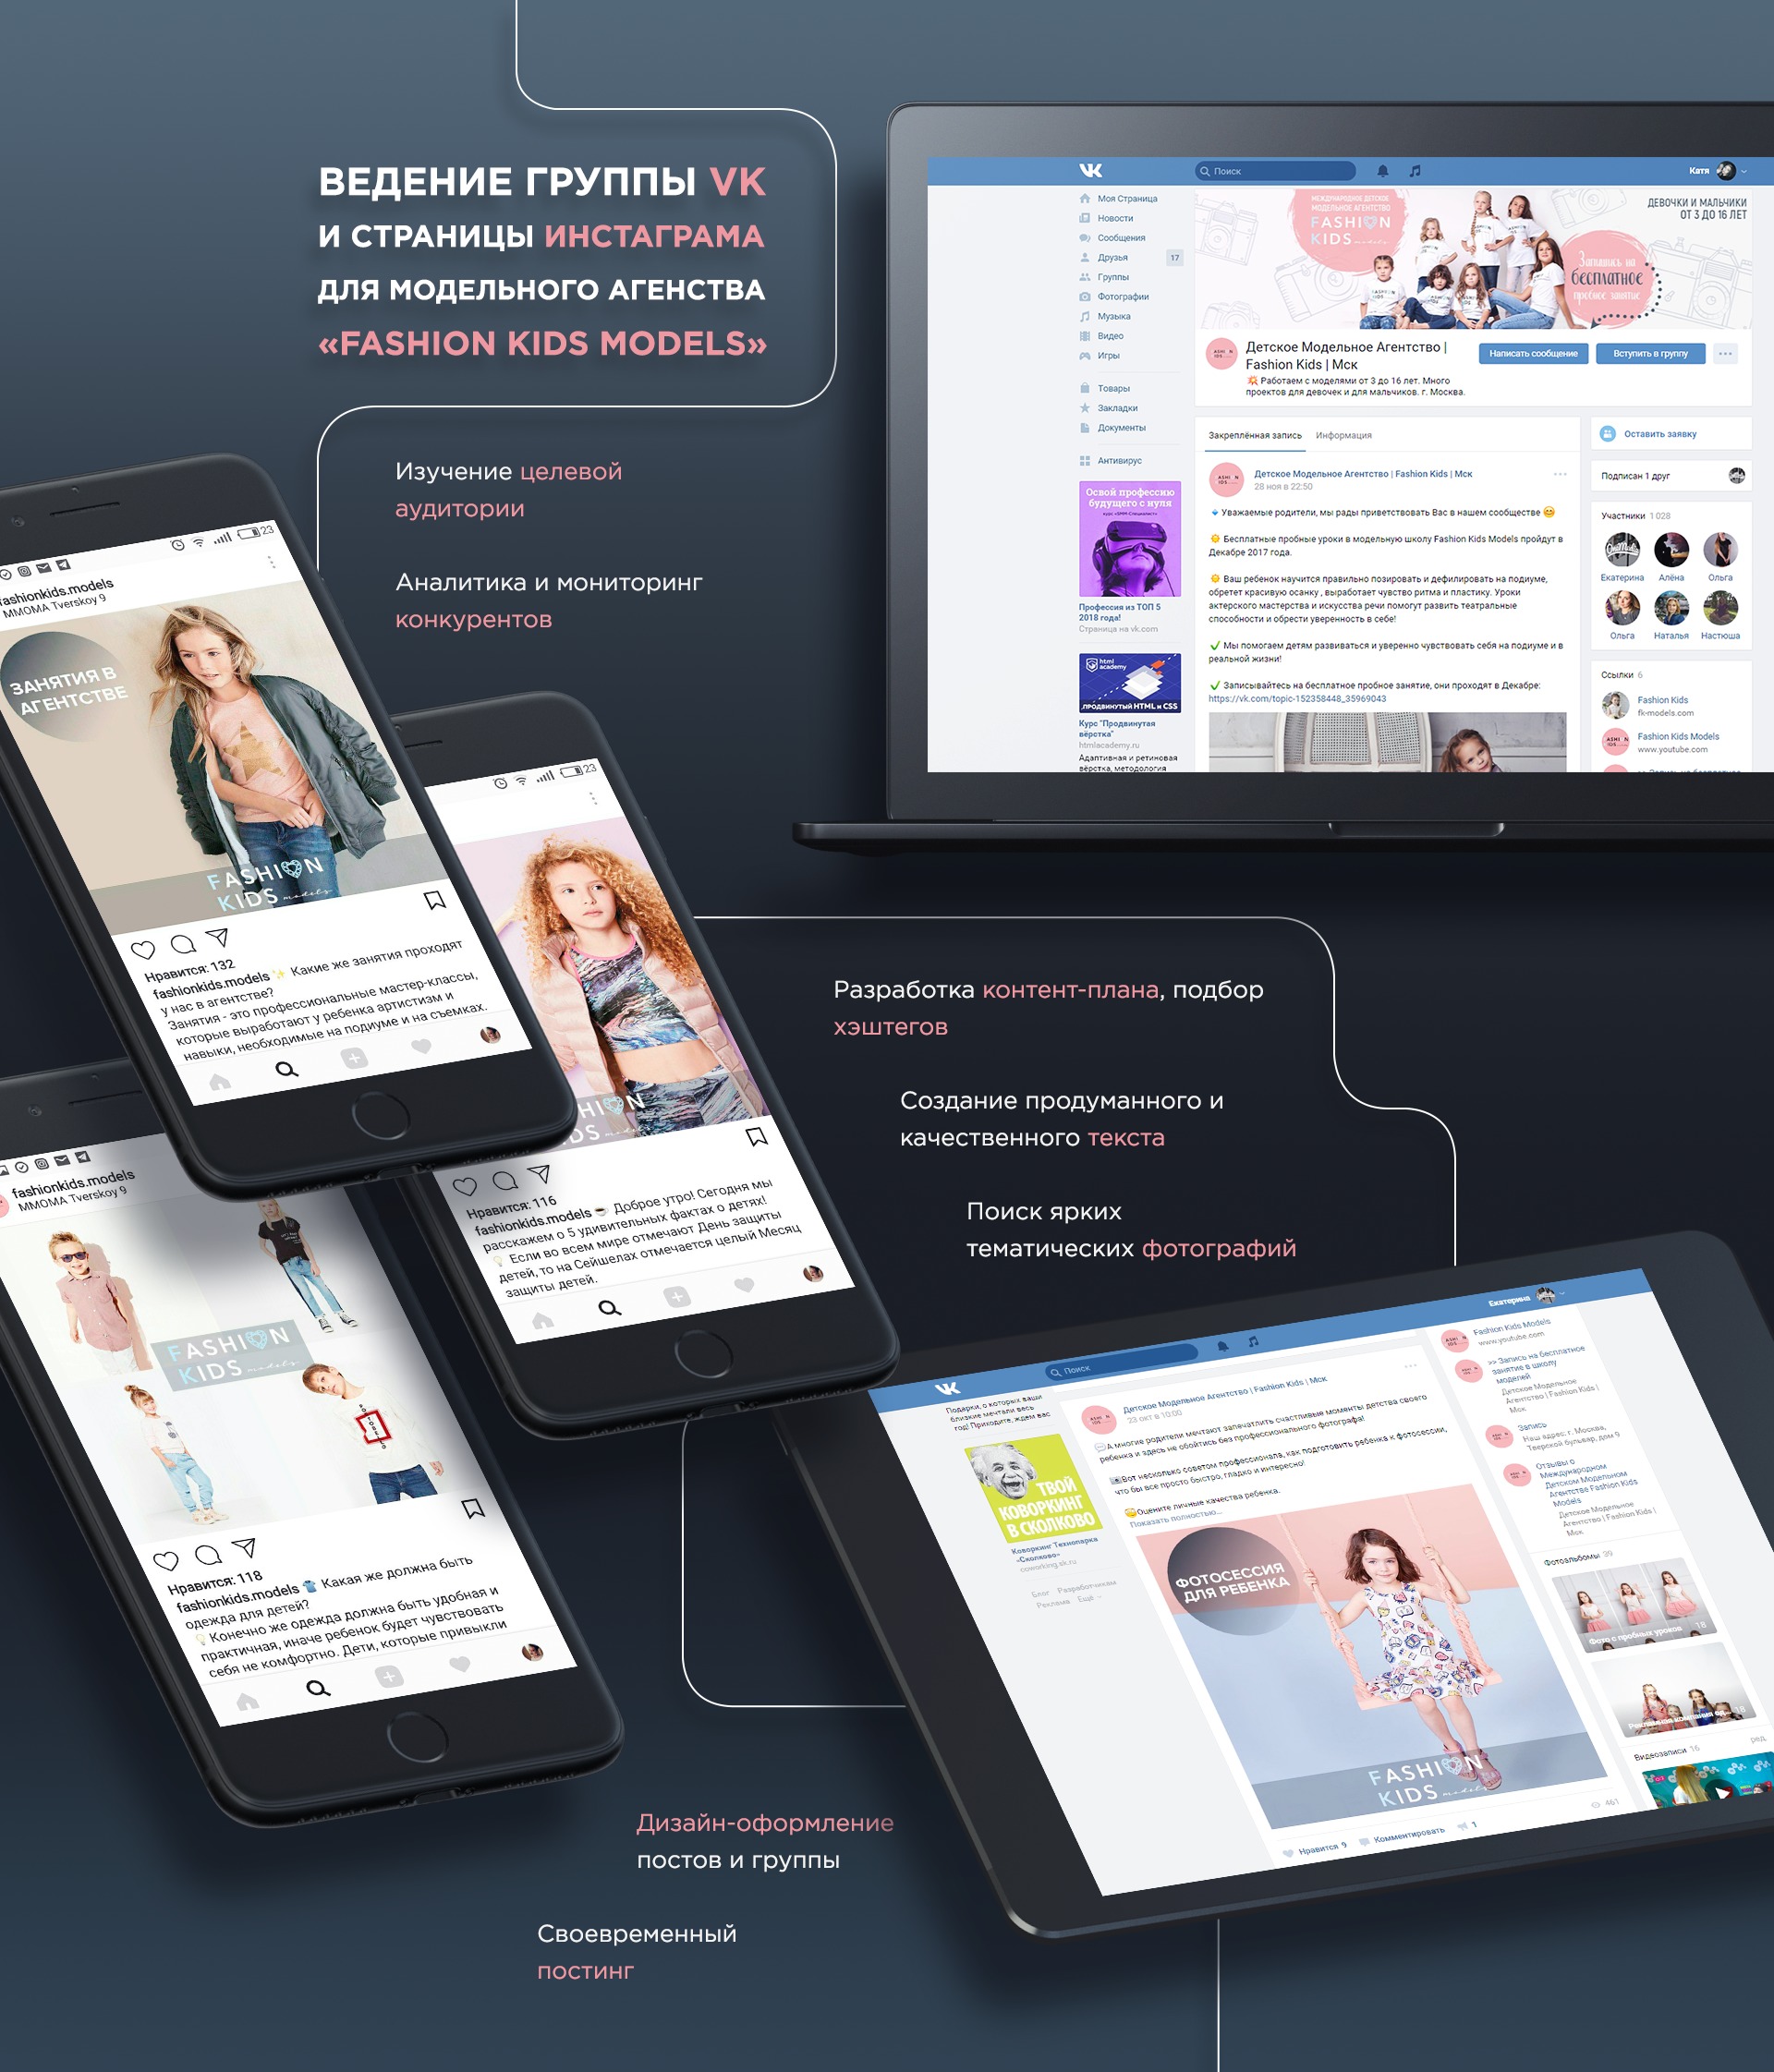 ВЕДЕНИЕ ГРУППЫ VK
И СТРАНИЦЫ ИНСТАГРАМА
ДЛЯ МОДЕЛЬНОГО АГЕНСТВА
«FASHION KIDS MODELS»
Изучение целевой
аудитории
Аналитика и мониторинг
конкурентов
Поиск
Катя
Моя Страница
Новости
Сообщения
Друзья
17
Группы
Фотографии
Музыка
Видео
Игры
Товары
Закладки
Документы
Антивирус
Освой профессию
будущего с нуля
курс «SMM-Специалист»
Профессия из ТОП 5
2018 года!
Страница на vk.com
html
academy
ПРОДВИНУТЫЙ HTML и CSS
Курс "Продвинутая
вёрстка"
htmlacademy.ru
Адаптивная и ретиновая
вёрстка, методология
МЕЖДУНАРОДНОЕ ДЕТСКОЕ
МОДЕЛЬНОЕ АГЕНТСТВО
FASHION
KIDS models
ДЕВОЧКИ И МАЛЬЧИКИ
ОТ 3 ДО 16 ЛЕТ
Запишись на
бесплатное
пробное занятие
Детское Модельное Агентство |
Fashion Kids | Мск
💥 Работаем с моделями от 3 до 16 лет. Много
проектов для девочек и для мальчиков. г. Москва.
Написать сообщение
Вступить в группу
Закреплённая запись
Информация
Детское Модельное Агентство | Fashion Kids | Мск
28 ноя в 22:50
🔹 Уважаемые родители, мы рады приветствовать Вас в нашем сообществе 😊
Бесплатные пробные уроки в модельную школу Fashion Kids Models пройдут в
Декабре 2017 года.
Ваш ребенок научится правильно позировать и дефилировать на подиуме,
обретет красивую осанку , выработает чувство ритма и пластику. Уроки
актерского мастерства и искусства речи помогут развить театральные
способности и обрести уверенность в себе!
✔ Мы помогаем детям развиваться и уверенно чувствовать себя на подиуме и в
реальной жизни!
✔ Записывайтесь на бесплатное пробное занятие, они проходят в Декабре:
https://vk.com/topic-152358448_35969043
Оставить заявку
Подписан 1 друг
Участники 1 028
Екатерина Алёна Ольга
Ольга Наталья Настюша
Ссылки 6
Fashion Kids
fk-models.com
Fashion Kids Models
www.youtube.com
23
fashionkids.models
MMOMA Tverskoy 9
ЗАНЯТИЯ В
АГЕНТСТВЕ
FASHION
KIDS models
Нравится: 132
fashionkids.models ✨ Какие же занятия проходят
у нас в агентстве?
Занятия - это профессиональные мастер-классы,
которые выработают у ребенка артистизм и
навыки, необходимые на подиуме и на съемках.
23
Нравится: 116
fashionkids.models ☕ Доброе утро! Сегодня мы
расскажем о 5 удивительных фактах о детях!
💡 Если во всем мире отмечают День защиты
детей, то на Сейшелах отмечается целый Месяц
защиты детей.
fashionkids.models
MMOMA Tverskoy 9
FASHION
KIDS models
Нравится: 118
fashionkids.models 👕 Какая же должна быть
одежда для детей?
💡 Конечно же одежда должна быть удобная и
практичная, иначе ребенок будет чувствовать
себя не комфортно. Дети, которые привыкли
Разработка контент-плана, подбор
хэштегов
Создание продуманного и
качественного текста
Поиск ярких
тематических фотографий
Поиск
Екатерина
Подарки, о которых ваши
близкие мечтали весь
год! Приходите, ждем вас
ТВОЙ
КОВОРКИНГ
В СКОЛКОВО
Коворкинг Технопарка
«Сколково»
coworking.sk.ru
Блог Разработчикам
Реклама Ещё
Детское Модельное Агентство | Fashion Kids | Мск
23 окт в 10:00
💬А многие родители мечтают запечатлить счастливые моменты детства своего
ребенка и здесь не обойтись без профессионального фотографа!
📷Вот несколько советом профессионала, как подготовить ребенка к фотосессии,
что бы все прошло быстро, гладко и интересно!
Оцените личные качества ребенка.
Показать полностью...
ФОТОСЕССИЯ
ДЛЯ РЕБЕНКА
FASHION
KIDS models
Нравится 9
Комментировать
1
461
Fashion Kids Models
www.youtube.com
>> Запись на бесплатное
занятие в школу
моделей
Детское Модельное
Агентство | Fashion Kids |
Мск
Запись
Наш адрес: г. Москва,
Тверской бульвар, дом 9
Отзывы о
Международном
Детском Модельном
Агентстве Fashion Kids
Models
Детское Модельное
Агентство | Fashion Kids |
Мск
Фотоальбомы 39
Фото с пробных уроков 18
Рекламная компания од... 18
Видеозаписи 16
ред.
Дизайн-оформление
постов и группы
Своевременный
постинг